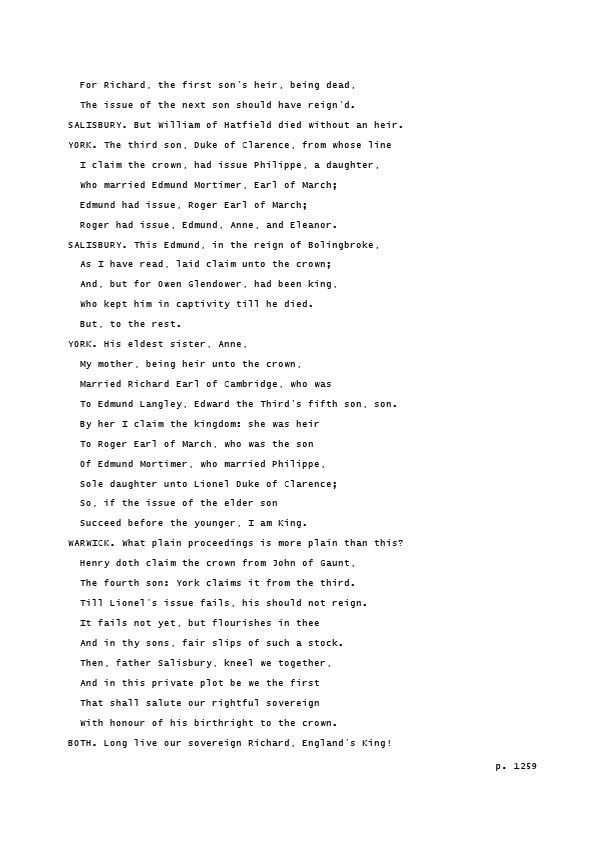 For Richard, the first son's heir, being dead,
The issue of the next son should have reign'd.
SALISBURY. But William of Hatfield died without an heir.
YORK. The third son, Duke of Clarence, from whose line
I claim the crown, had issue Philippe, a daughter,
Who married Edmund Mortimer, Earl of March;
Edmund had issue, Roger Earl of March;
Roger had issue, Edmund, Anne, and Eleanor.
SALISBURY. This Edmund, in the reign of Bolingbroke,
As I have read, laid claim unto the crown;
And, but for Owen Glendower, had been king,
Who kept him in captivity till he died.
But, to the rest.
YORK. His eldest sister, Anne,
My mother, being heir unto the crown,
Married Richard Earl of Cambridge, who was
To Edmund Langley, Edward the Third's fifth son, son.
By her I claim the kingdom: she was heir
To Roger Earl of March, who was the son
Of Edmund Mortimer, who married Philippe,
Sole daughter unto Lionel Duke of Clarence;
So, if the issue of the elder son
Succeed before the younger, I am King.
WARWICK. What plain proceedings is more plain than this?
Henry doth claim the crown from John of Gaunt,
The fourth son: York claims it from the third.
Till Lionel's issue fails, his should not reign.
It fails not yet, but flourishes in thee
And in thy sons, fair slips of such a stock.
Then, father Salisbury, kneel we together,
And in this private plot be we the first
That shall salute our rightful sovereign
With honour of his birthright to the crown.
BOTH. Long live our sovereign Richard, England's King!
p. 1259